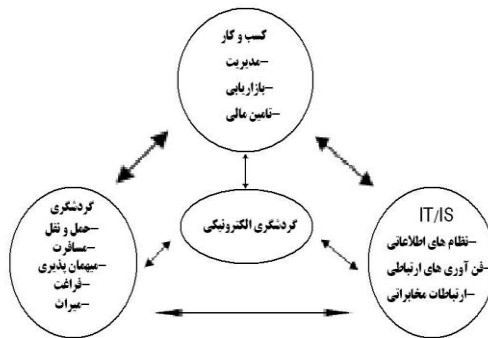 کسب و کار
-مدیریت
-بازاریابی
-تامین مالی
گردشگری
-حمل و نقل
-مسافرت
-میهمان پذیری
-فراغت
-میراث
گردشگری الکترونیکی
IT/IS
-نظام های اطلاعاتی
-فن آوری های ارتباطی
-ارتباطات مخابراتی